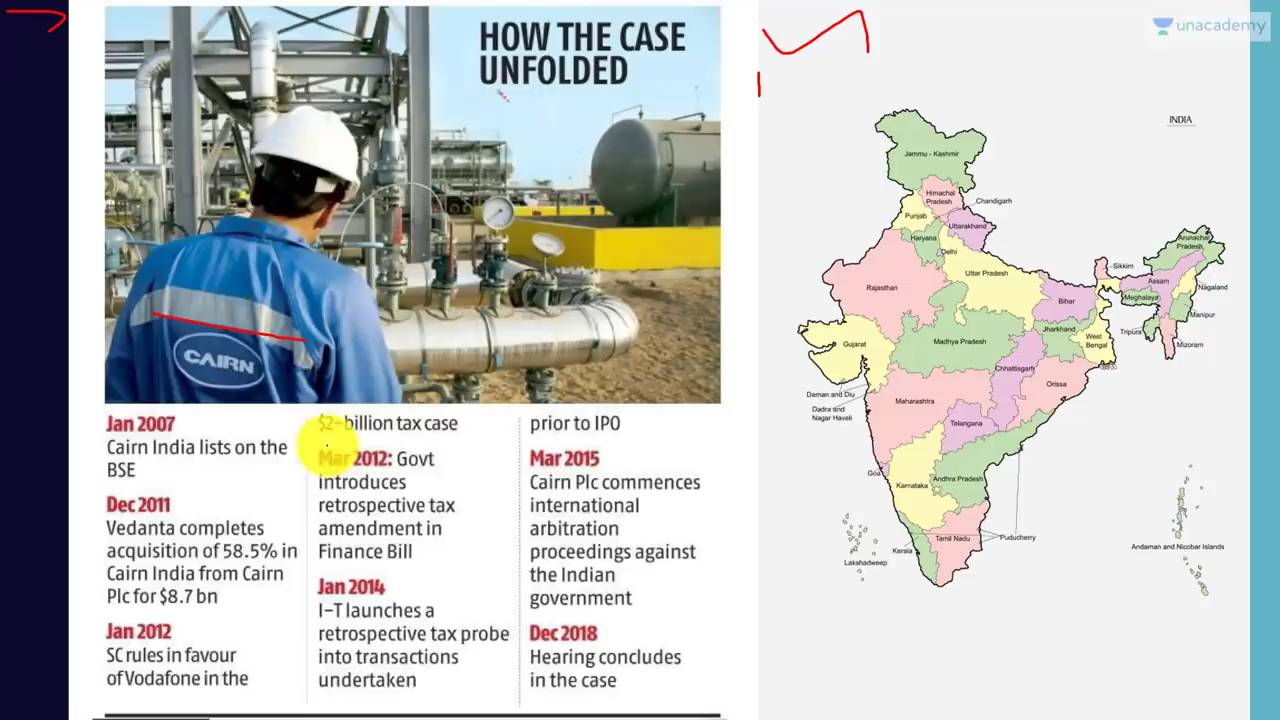 HOW THE CASE
UNFOLDED
CAIRN
Jan 2007
Cairn India lists on the
BSE
Dec 2011
Vedanta completes
acquisition of 58.5% in
Cairn India from Cairn
Plc for $8.7 bn
Jan 2012
SC rules in favour
of Vodafone in the
$2-billion tax case
Mar 2012: Govt
introduces
retrospective tax
amendment in
Finance Bill
Jan 2014
I-T launches a
retrospective tax probe
into transactions
undertaken
prior to IPO
Mar 2015
Cairn Plc commences
international
arbitration
proceedings against
the Indian
government
Dec 2018
Hearing concludes
in the case
unacademy
INDIA
Jammu - Kashmir
Himachal
Pradesh
Chandigarh
Punjab
Uttarakhand
Haryana
Delhi
Arunachal
Pradesh
Sikkim
Uttar Pradesh
Assam
Rajasthan
Nagaland
Bihar
Meghalaya
Manipur
Jharkhand
Tripura
West
Bengal
Gujarat
Madhya Pradesh
Mizoram
Chhattisgarh
Orissa
Daman and Diu
Maharashtra
Dadra and
Nagar Haveli
Telangana
Goa
Andhra Pradesh
Karnataka
Tamil Nadu
Puducherry
Kerala
Andaman and Nicobar Islands
Lakshadweep